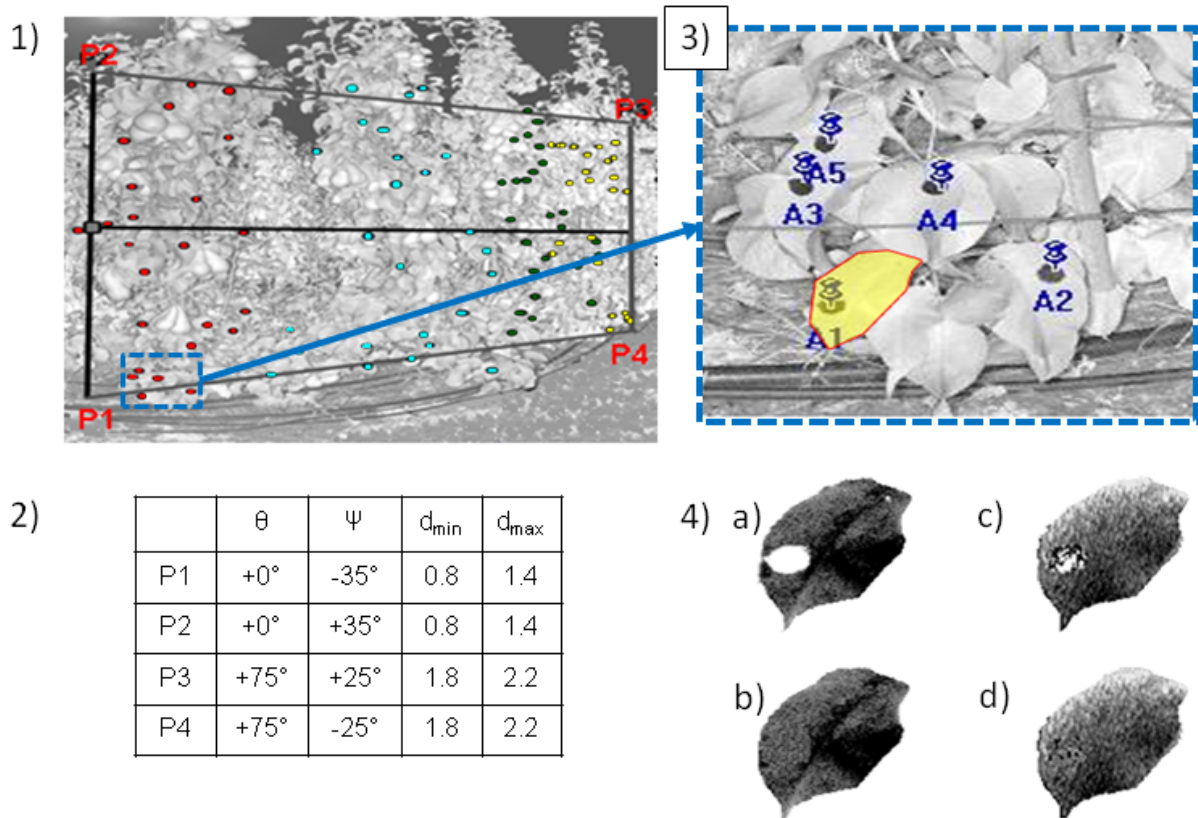 1)
P2
P3
P1
P4
3)
A5
A3
A4
A2
A1
2)
θ Ψ dmin dmax
P1 +0° -35° 0.8 1.4
P2 +0° +35° 0.8 1.4
P3 +75° +25° 1.8 2.2
P4 +75° -25° 1.8 2.2
4) a) c)
b) d)